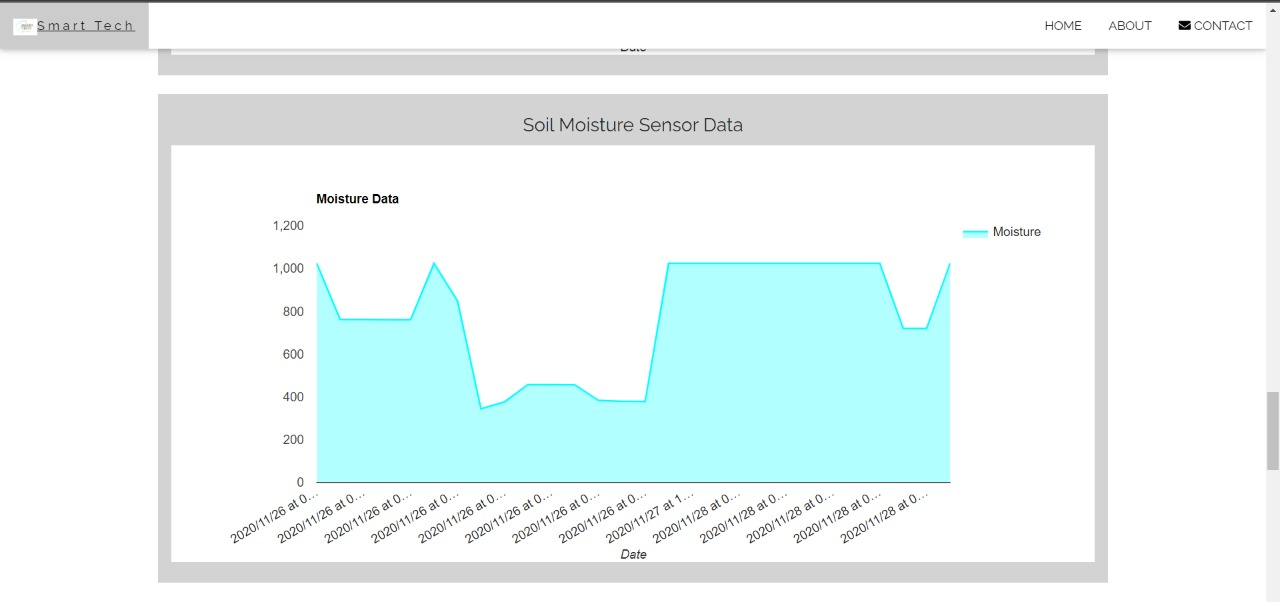 Smart Tech
HOME ABOUT CONTACT
Date
Soil Moisture Sensor Data
Moisture Data
Moisture
1,200
1,000
800
600
400
200
0
2020/11/26 at 0...
2020/11/26 at 0...
2020/11/26 at 0...
2020/11/26 at 0...
2020/11/26 at 0...
2020/11/26 at 0...
2020/11/26 at 0...
2020/11/26 at 0...
2020/11/27 at 1...
2020/11/28 at 0...
2020/11/28 at 0...
2020/11/28 at 0...
2020/11/28 at 0...
2020/11/28 at 0...
Date